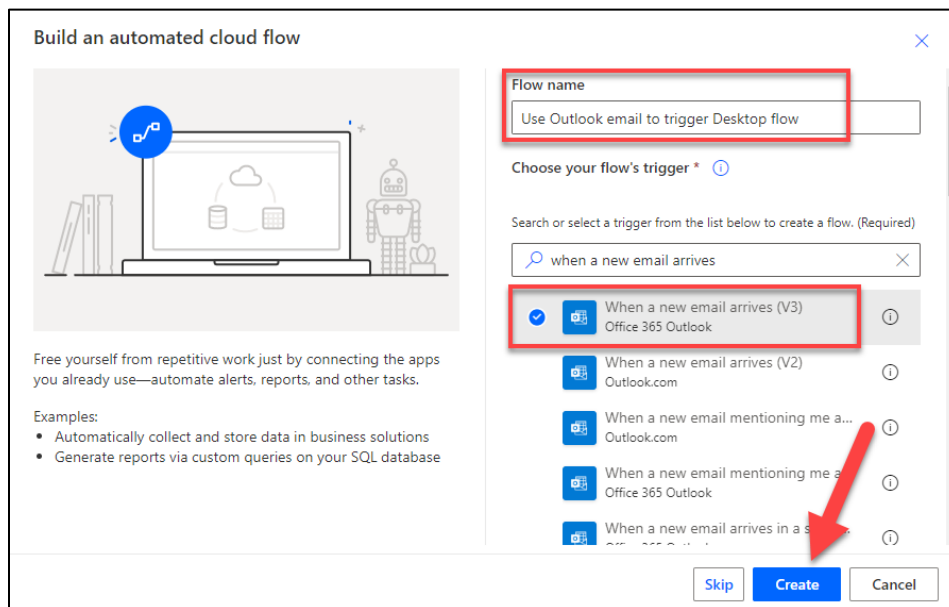 Build an automated cloud flow
Flow name
Use Outlook email to trigger Desktop flow
Choose your flow's trigger *
Search or select a trigger from the list below to create a flow. (Required)
when a new email arrives
When a new email arrives (V3)
Office 365 Outlook
When a new email arrives (V2)
Outlook.com
When a new email mentioning me a...
Outlook.com
When a new email mentioning me a
Office 365 Outlook
When a new email arrives in a
Free yourself from repetitive work just by connecting the apps
you already use—automate alerts, reports, and other tasks.
Examples:
• Automatically collect and store data in business solutions
• Generate reports via custom queries on your SQL database
Skip
Create
Cancel